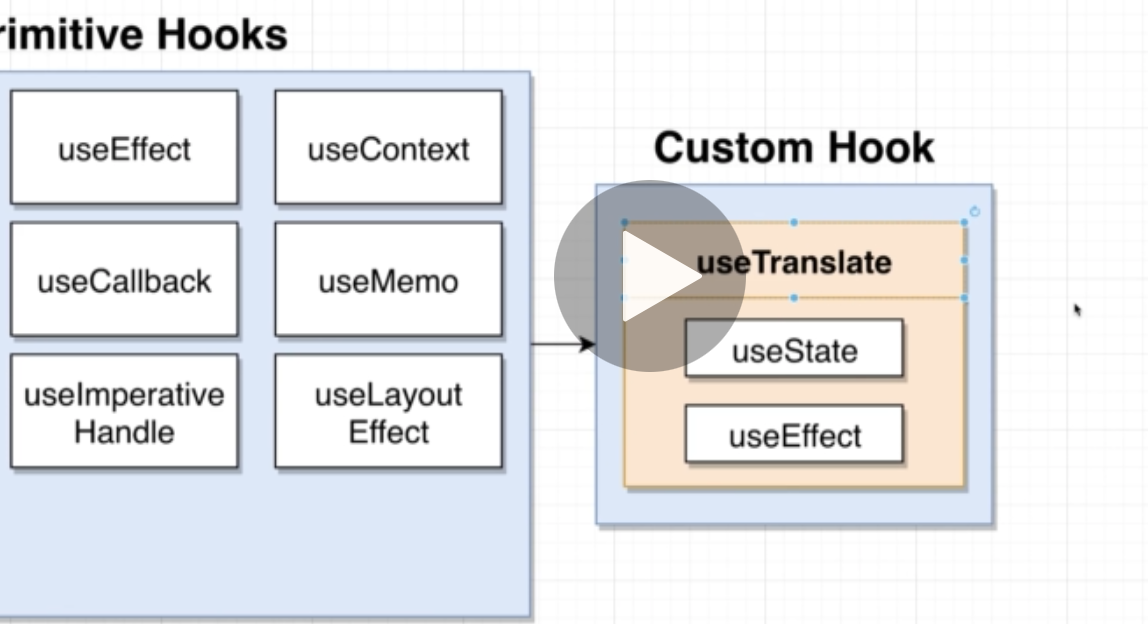 rimitive Hooks
useEffect
useContext
useCallback
useMemo
useImperative
Handle
useLayout
Effect
Custom Hook
useTranslate
useState
useEffect